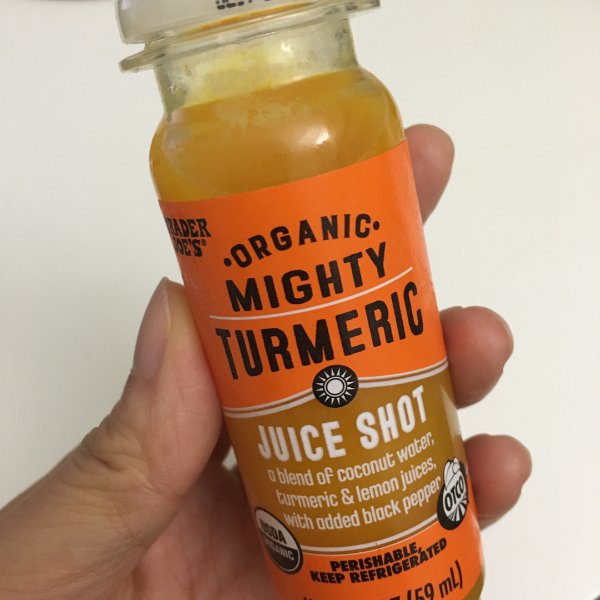 TRADER
JOE'S®
•ORGANIC•
MIGHTY
TURMERIC
JUICE SHOT
a blend of coconut water,
turmeric & lemon juices,
with added black pepper
OTCO
USDA
ORGANIC
PERISHABLE,
KEEP REFRIGERATED
(59 mL)